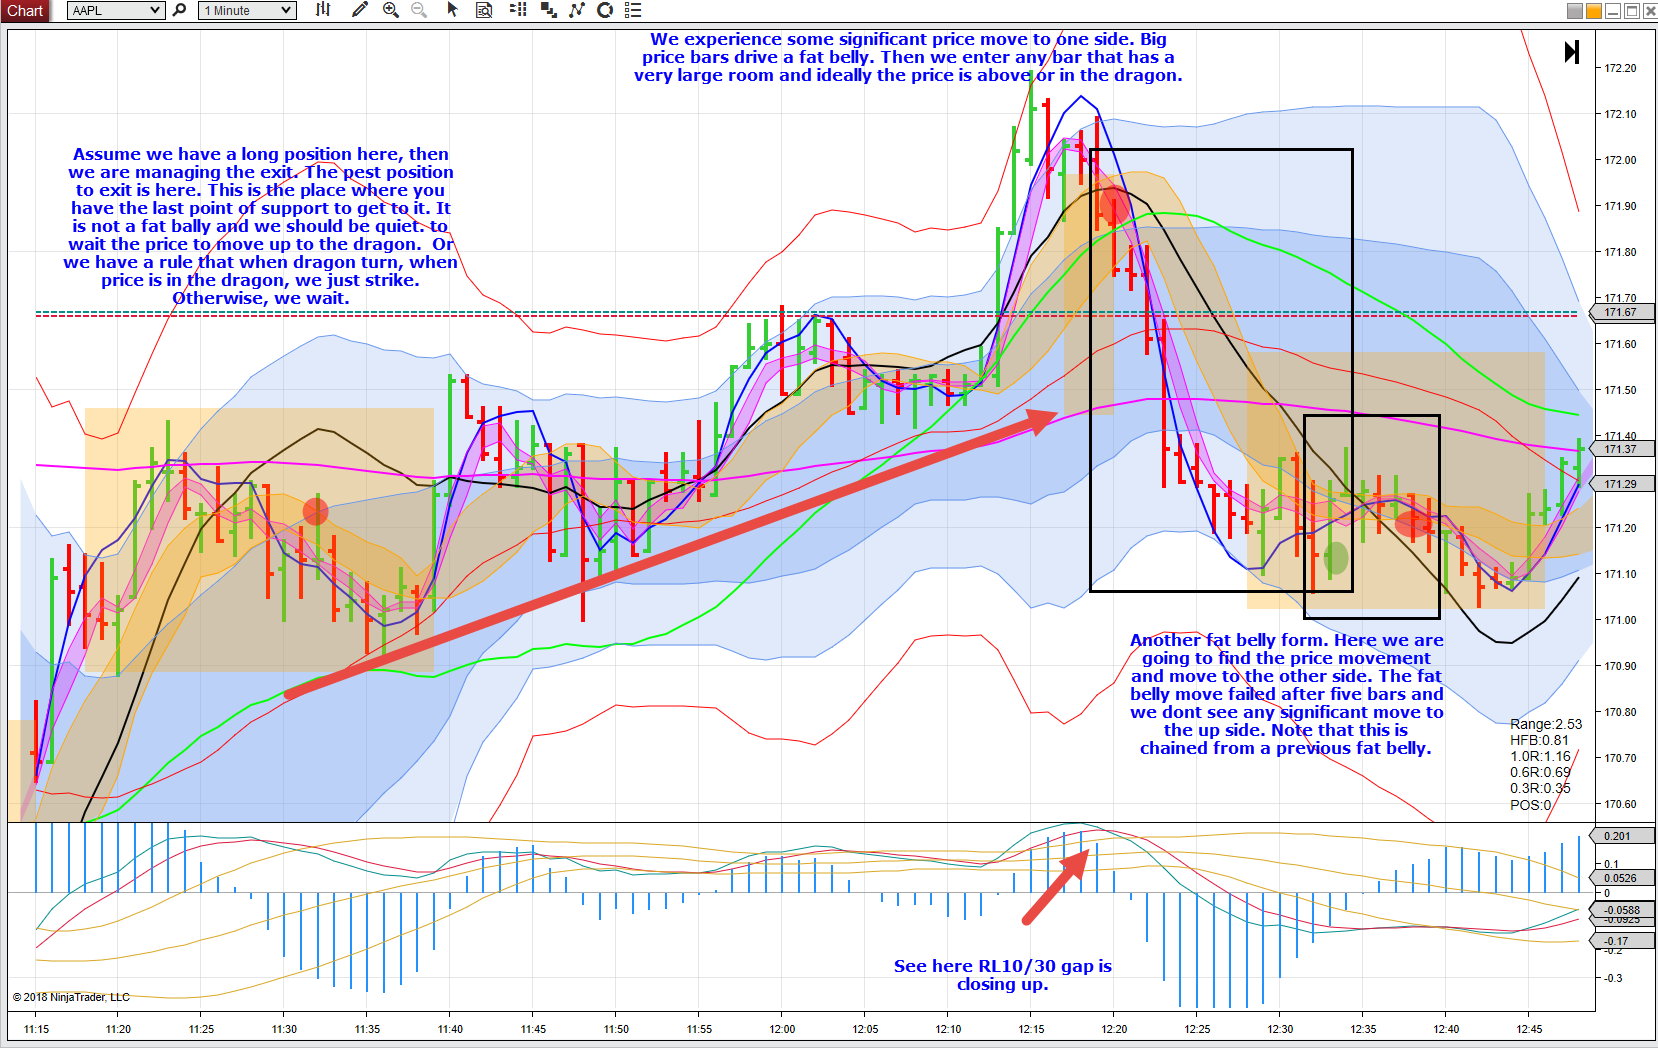 Chart
AAPL
1 Minute
We experience some significant price move to one side. Big
price bars drive a fat belly. Then we enter any bar that has a
very large room and ideally the price is above or in the dragon.
Assume we have a long position here, then
we are managing the exit. The pest position
to exit is here. This is the place where you
have the last point of support to get to it. It
is not a fat bally and we should be quiet. to
wait the price to move up to the dragon.  Or
we have a rule that when dragon turn, when
price is in the dragon, we just strike.
Otherwise, we wait.
172.20
172.10
172.00
171.90
171.80
171.70
171.67
171.60
171.50
171.40
171.37
171.29
171.20
171.10
171.00
170.90
170.80
170.70
170.60
Another fat belly form. Here we are
going to find the price movement
and move to the other side. The fat
belly move failed after five bars and
we dont see any significant move to
the up side. Note that this is
chained from a previous fat belly.
Range:2.53
HFB:0.81
1.0R:1.16
0.6R:0.69
0.3R:0.35
POS:0
0.201
0.1
0.0526
0
-0.0588
-0.0925
-0.17
-0.2
-0.3
See here RL10/30 gap is
closing up.
© 2018 NinjaTrader, LLC
11:15
11:20
11:25
11:30
11:35
11:40
11:45
11:50
11:55
12:00
12:05
12:10
12:15
12:20
12:25
12:30
12:35
12:40
12:45